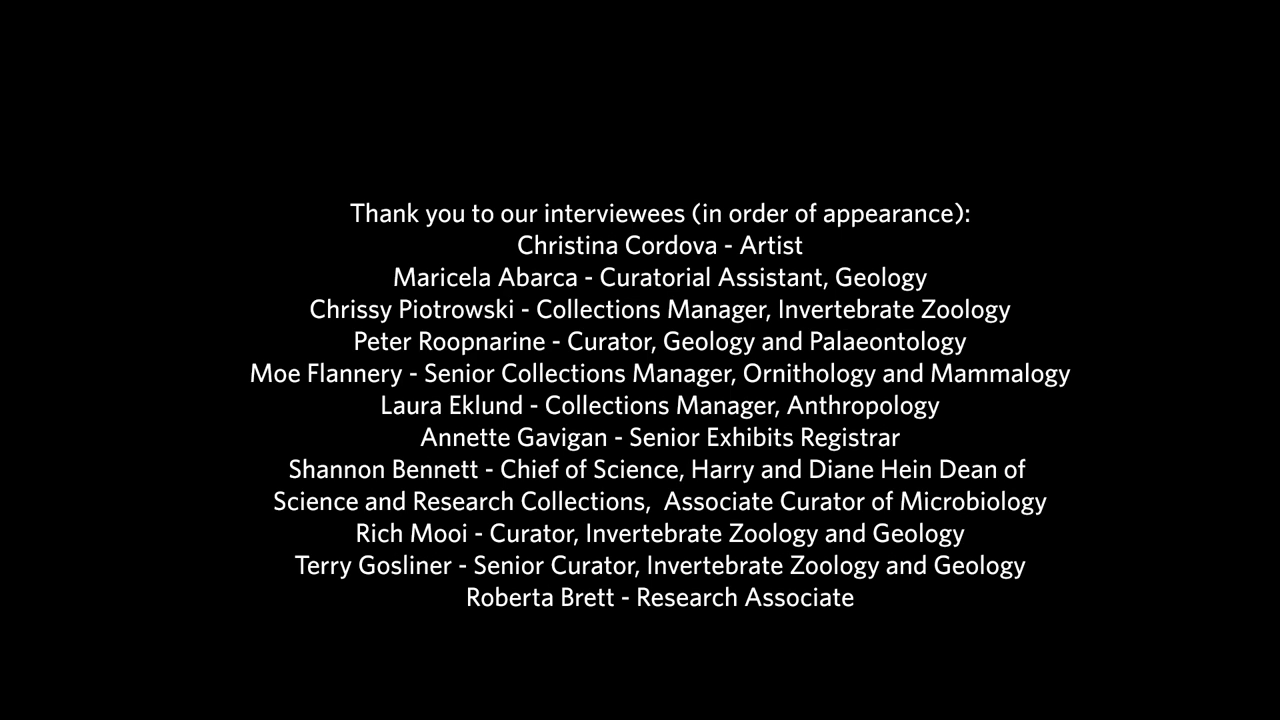 Thank you to our interviewees (in order of appearance):
Christina Cordova - Artist
Maricela Abarca - Curatorial Assistant, Geology
Chrissy Piotrowski - Collections Manager, Invertebrate Zoology
Peter Roopnarine - Curator, Geology and Palaeontology
Moe Flannery - Senior Collections Manager, Ornithology and Mammalogy
Laura Eklund - Collections Manager, Anthropology
Annette Gavigan - Senior Exhibits Registrar
Shannon Bennett - Chief of Science, Harry and Diane Hein Dean of
Science and Research Collections,  Associate Curator of Microbiology
Rich Mooi - Curator, Invertebrate Zoology and Geology
Terry Gosliner - Senior Curator, Invertebrate Zoology and Geology
Roberta Brett - Research Associate